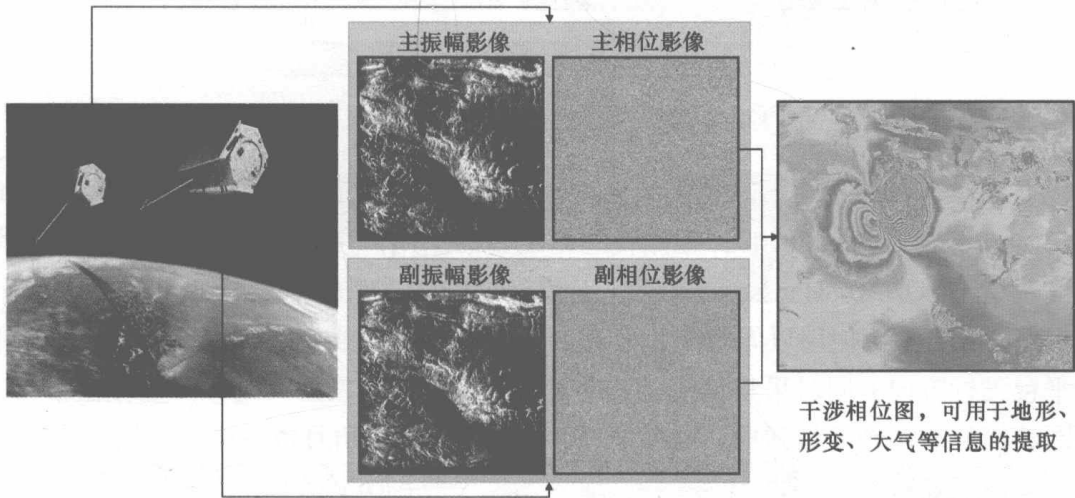 主振幅影像
主相位影像
副振幅影像
副相位影像
干涉相位图，可用于地形、
形变、大气等信息的提取